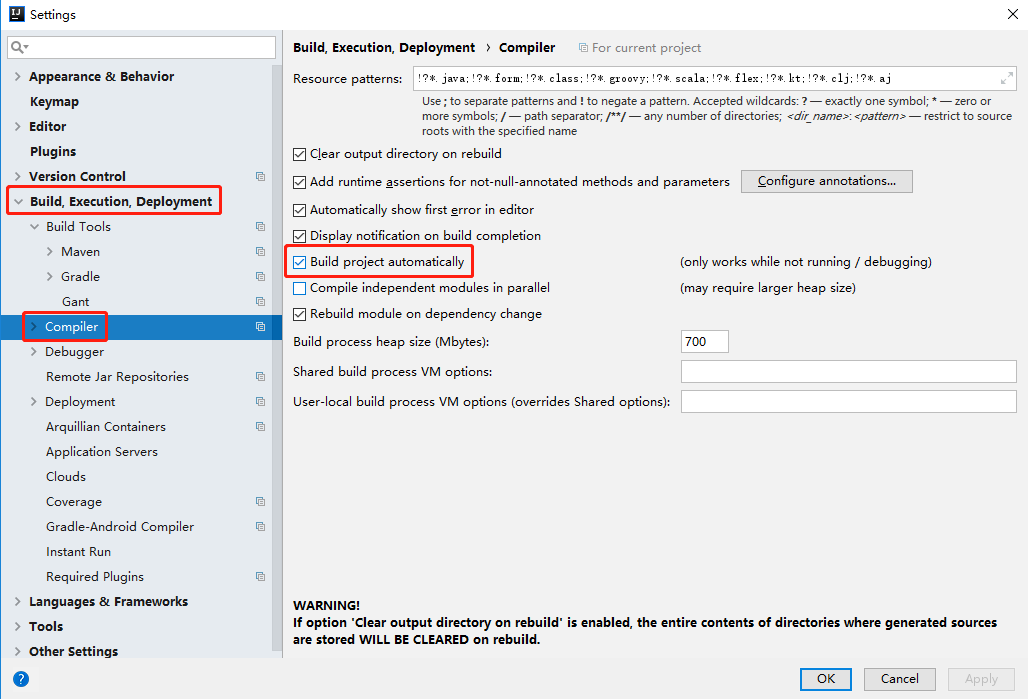 Settings
Appearance & Behavior
Keymap
Editor
Plugins
Version Control
Build, Execution, Deployment
Build Tools
Maven
Gradle
Gant
Compiler
Debugger
Remote Jar Repositories
Deployment
Arquillian Containers
Application Servers
Clouds
Coverage
Gradle-Android Compiler
Instant Run
Required Plugins
Languages & Frameworks
Tools
Other Settings
Build, Execution, Deployment › Compiler For current project
Resource patterns: !?*.java;!?*.form;!?*.class;!?*.groovy;!?*.scala;!?*.flex;!?*.kt;!?*.clj;!?*.aj
Use ; to separate patterns and ! to negate a pattern. Accepted wildcards: ? — exactly one symbol; * — zero or
more symbols; / — path separator; /**/ — any number of directories; <dir_name>:<pattern> — restrict to source
roots with the specified name
Clear output directory on rebuild
Add runtime assertions for not-null-annotated methods and parameters Configure annotations...
Automatically show first error in editor
Display notification on build completion
Build project automatically (only works while not running / debugging)
Compile independent modules in parallel (may require larger heap size)
Rebuild module on dependency change
Build process heap size (Mbytes): 700
Shared build process VM options:
User-local build process VM options (overrides Shared options):
WARNING!
If option 'Clear output directory on rebuild' is enabled, the entire contents of directories where generated sources
are stored WILL BE CLEARED on rebuild.
? OK Cancel Apply